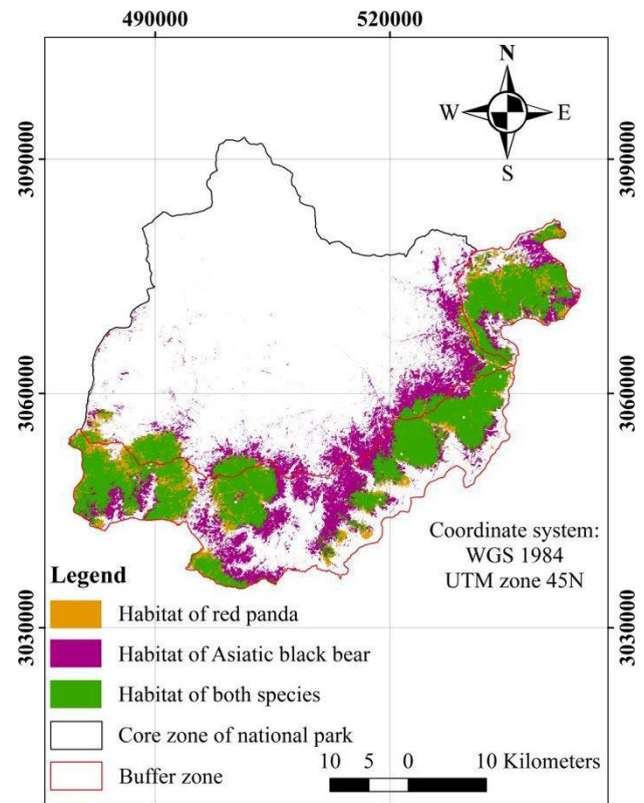 490000
520000
N
W
E
S
3090000
3090000
3060000
3060000
Coordinate system:
WGS 1984
UTM zone 45N
Legend
Habitat of red panda
3030000
3030000
Habitat of Asiatic black bear
Habitat of both species
Core zone of national park
10 5 0 10 Kilometers
Buffer zone